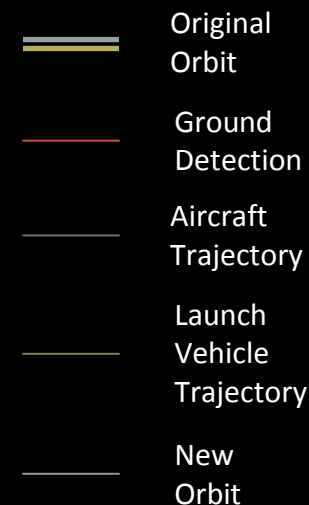 Original
Orbit
Ground
Detection
Aircraft
Trajectory
Launch
Vehicle
Trajectory
New
Orbit